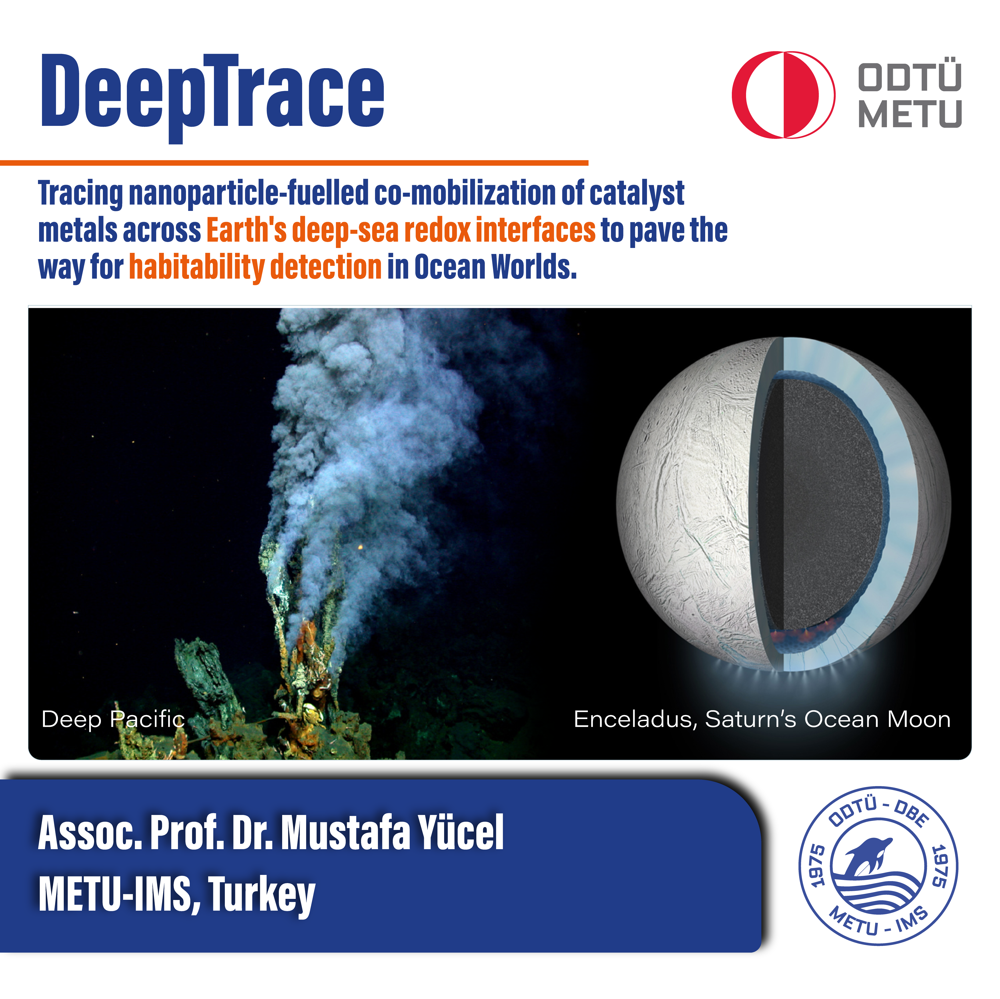 DeepTrace
ODTÜ
METU
Tracing nanoparticle-fuelled co-mobilization of catalyst
metals across Earth's deep-sea redox interfaces to pave the
way for habitability detection in Ocean Worlds.
Deep Pacific
Enceladus, Saturn’s Ocean Moon
Assoc. Prof. Dr. Mustafa Yücel
METU-IMS, Turkey
ODTÜ - DBE
1975
1975
METU - IMS